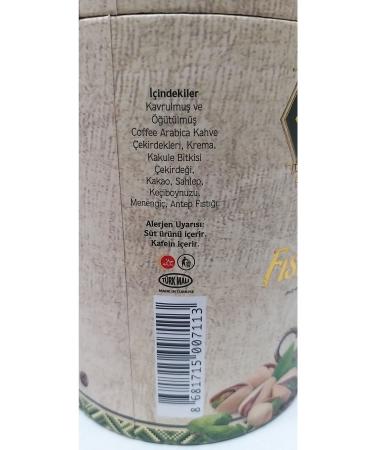 İçindekiler
Kavrulmuş ve
Öğütülmüş
Coffee Arabica Kahve
Çekirdekleri, Krema,
Kakule Bitkisi
Çekirdeği,
Kakao, Sahlep,
Keçiboynuzu,
Menengiç, Antep Fıstığı
Alerjen Uyarısı:
Süt ürünü içerir.
Kafein içerir.
TÜRK MALI
MADE IN TURKIYE
8 681715 007113